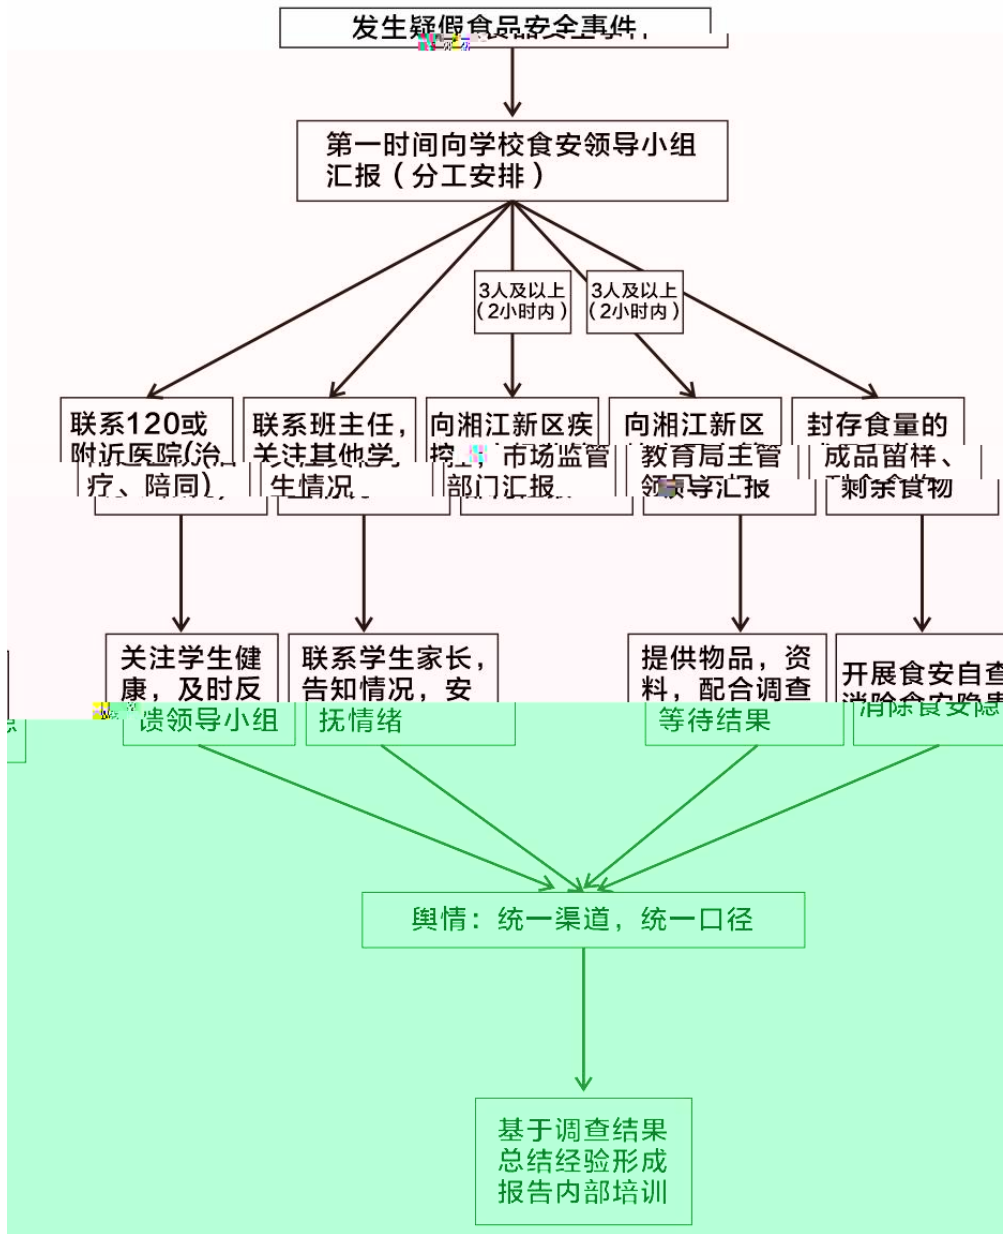 发生疑假食品安全事件
第一时间向学校食安领导小组
汇报（分工安排）
3人及以上
（2小时内）
3人及以上
（2小时内）
联系120或
附近医院(治
疗、陪同)
联系班主任，
关注其他学
生情况
向湘江新区疾
控 ，市场监管
部门汇报
向湘江新区
教育局主管
领导汇报
封存食量的
成品留样、
剩余食物
关注学生健
康，及时反
馈领导小组
联系学生家长，
告知情况，安
抚情绪
提供物品，资
料，配合调查
等待结果
开展食安自查
消除食安隐
舆情：统一渠道，统一口径
基于调查结果
总结经验形成
报告内部培训